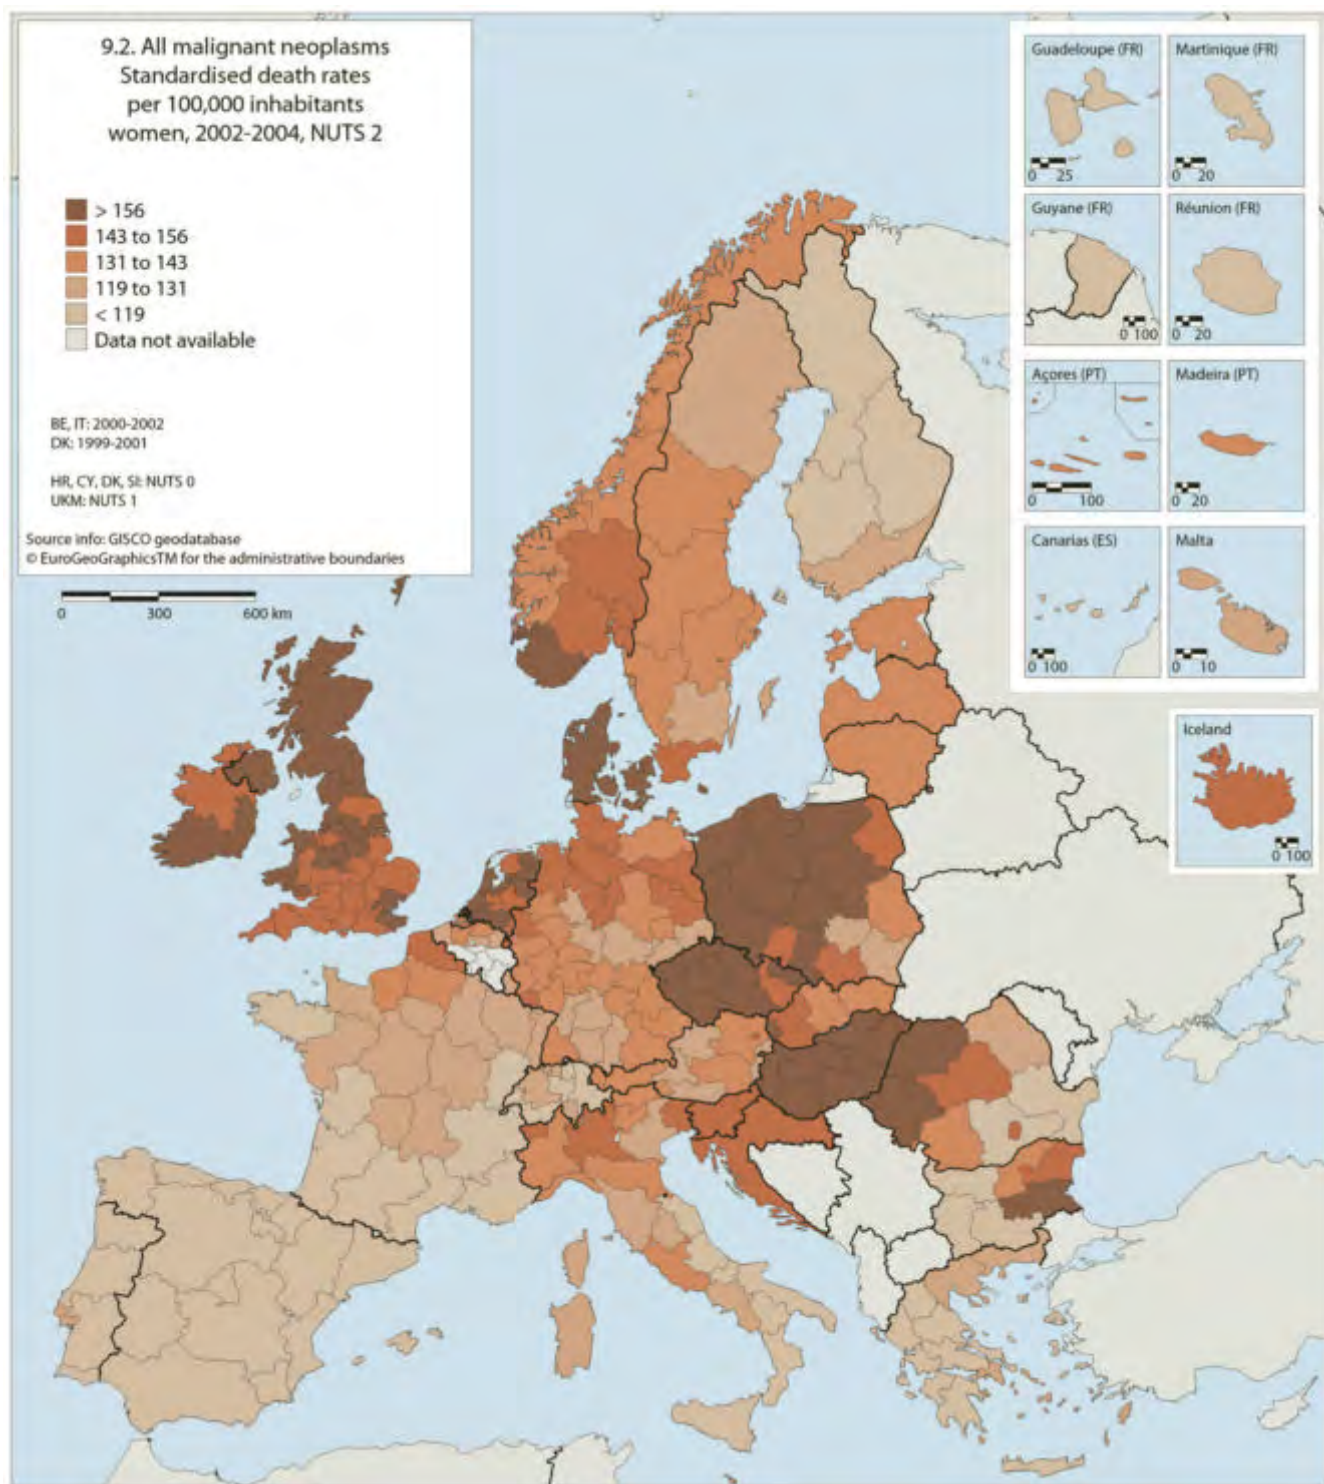 9.2. All malignant neoplasms
Standardised death rates
per 100,000 inhabitants
women, 2002-2004, NUTS 2
> 156
143 to 156
131 to 143
119 to 131
< 119
Data not available
BE, IT: 2000-2002
DK: 1999-2001
HR, CY, DK, SI: NUTS 0
UKM: NUTS 1
Source info: GISCO geodatabase
© EuroGeoGraphicsTM for the administrative boundaries
0 300 600 km
Guadeloupe (FR)
0 25
Martinique (FR)
0 20
Guyane (FR)
0 100
Réunion (FR)
0 20
Açores (PT)
0 100
Madeira (PT)
0 20
Canarias (ES)
0 100
Malta
0 10
Iceland
0 100